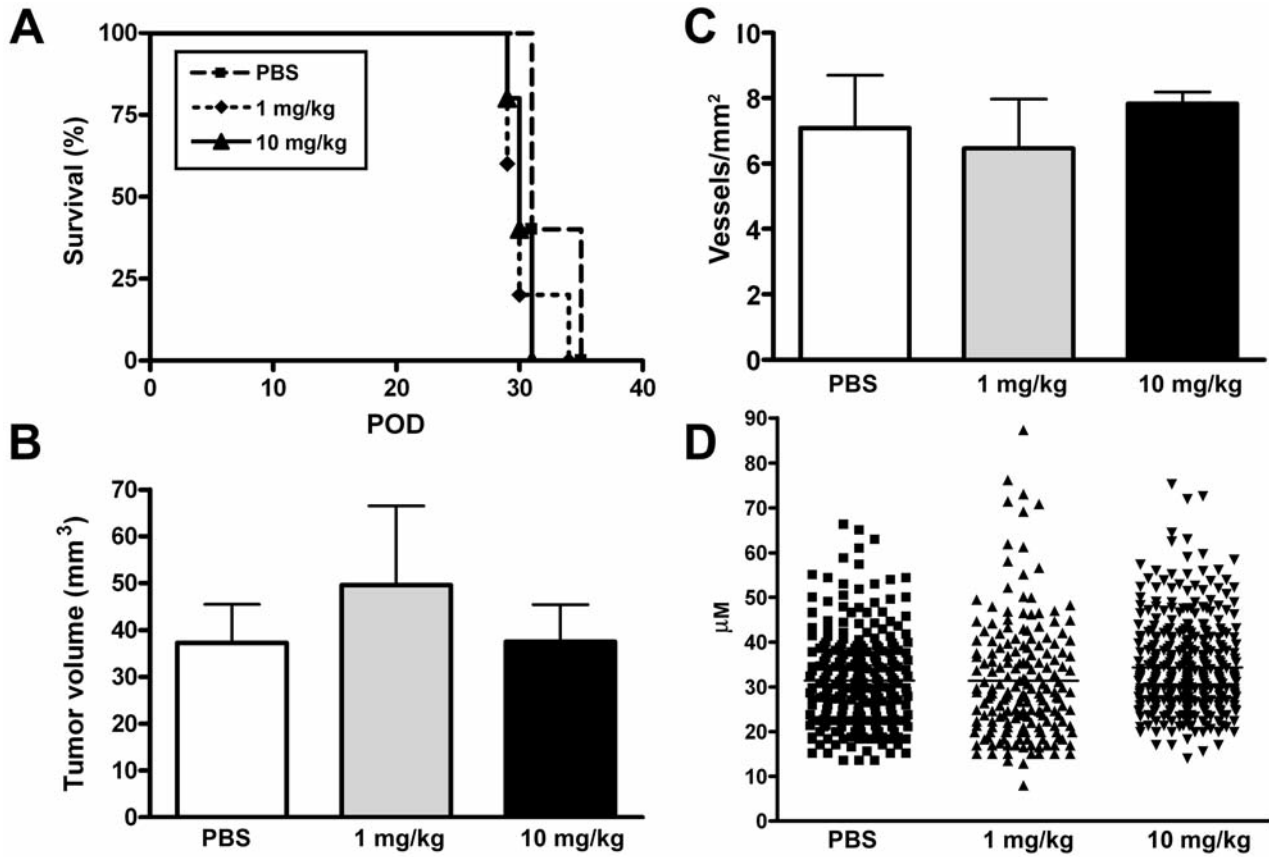 A
Survival (%)
100
75
50
25
0
PBS
1 mg/kg
10 mg/kg
0 10 20 30 40
POD
B
Tumor volume (mm³)
70
60
50
40
30
20
10
0
PBS 1 mg/kg 10 mg/kg
C
Vessels/mm²
10
8
6
4
2
0
PBS 1 mg/kg 10 mg/kg
D
μM
90
80
70
60
50
40
30
20
10
0
PBS 1 mg/kg 10 mg/kg